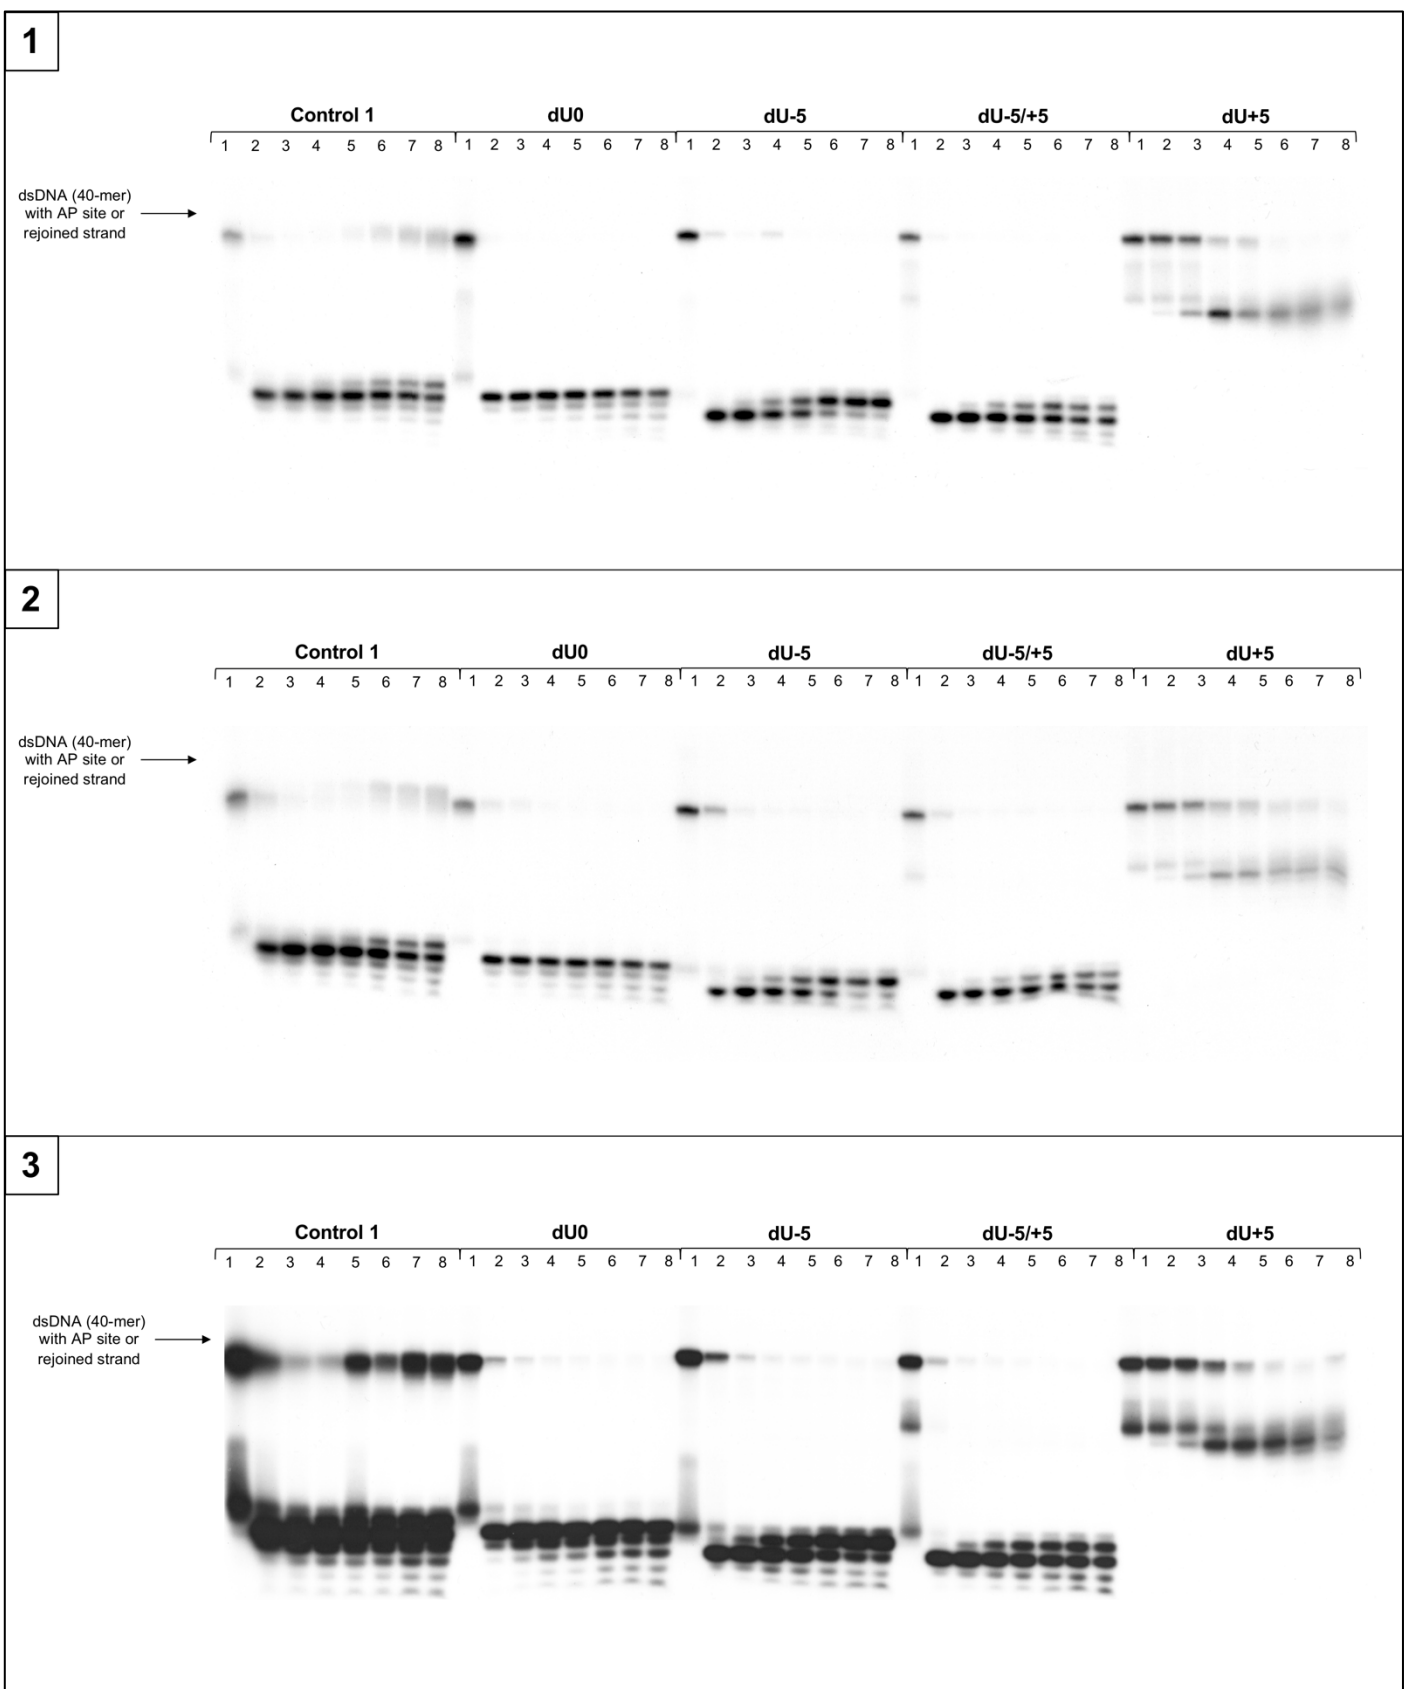 1
Control 1 dU0 dU-5 dU-5/+5 dU+5
1 2 3 4 5 6 7 8 1 2 3 4 5 6 7 8 1 2 3 4 5 6 7 8 1 2 3 4 5 6 7 8 1 2 3 4 5 6 7 8
dsDNA (40-mer)
with AP site or
rejoined strand
2
Control 1 dU0 dU-5 dU-5/+5 dU+5
1 2 3 4 5 6 7 8 1 2 3 4 5 6 7 8 1 2 3 4 5 6 7 8 1 2 3 4 5 6 7 8 1 2 3 4 5 6 7 8
dsDNA (40-mer)
with AP site or
rejoined strand
3
Control 1 dU0 dU-5 dU-5/+5 dU+5
1 2 3 4 5 6 7 8 1 2 3 4 5 6 7 8 1 2 3 4 5 6 7 8 1 2 3 4 5 6 7 8 1 2 3 4 5 6 7 8
dsDNA (40-mer)
with AP site or
rejoined strand